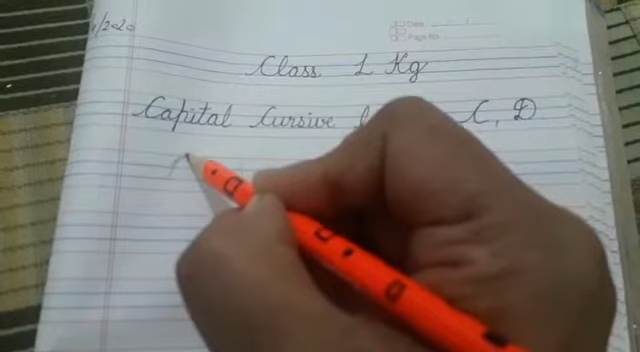 /2020
Date
Page No.
Class L Kg
Capital Cursive C, D